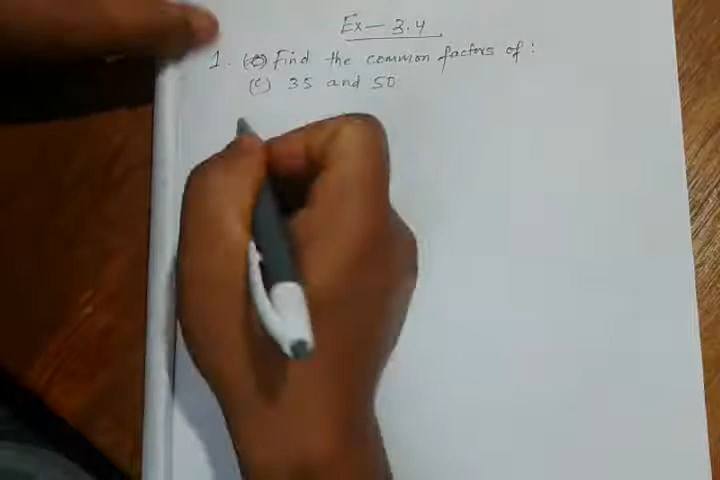 Ex — 3.4
1. Find the common factors of :
(c) 35 and 50